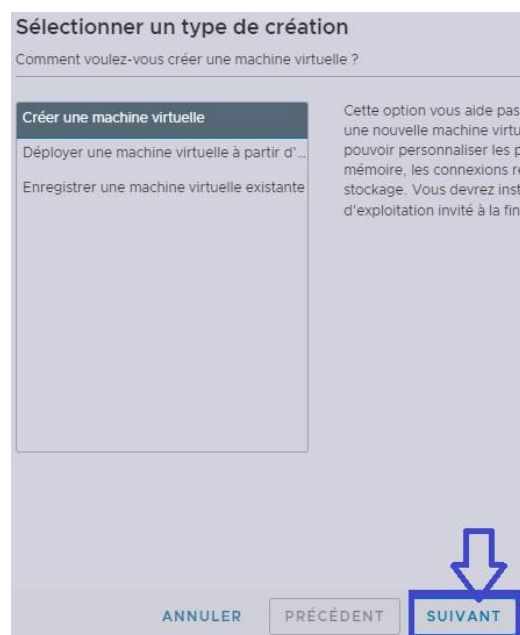 Sélectionner un type de création
Comment voulez-vous créer une machine virtuelle ?
Créer une machine virtuelle
Déployer une machine virtuelle à partir d'...
Enregistrer une machine virtuelle existante
Cette option vous aide pas
une nouvelle machine virtu
pouvoir personnaliser les p
mémoire, les connexions ré
stockage. Vous devrez inst
d'exploitation invité à la fin
ANNULER
PRÉCÉDENT
SUIVANT